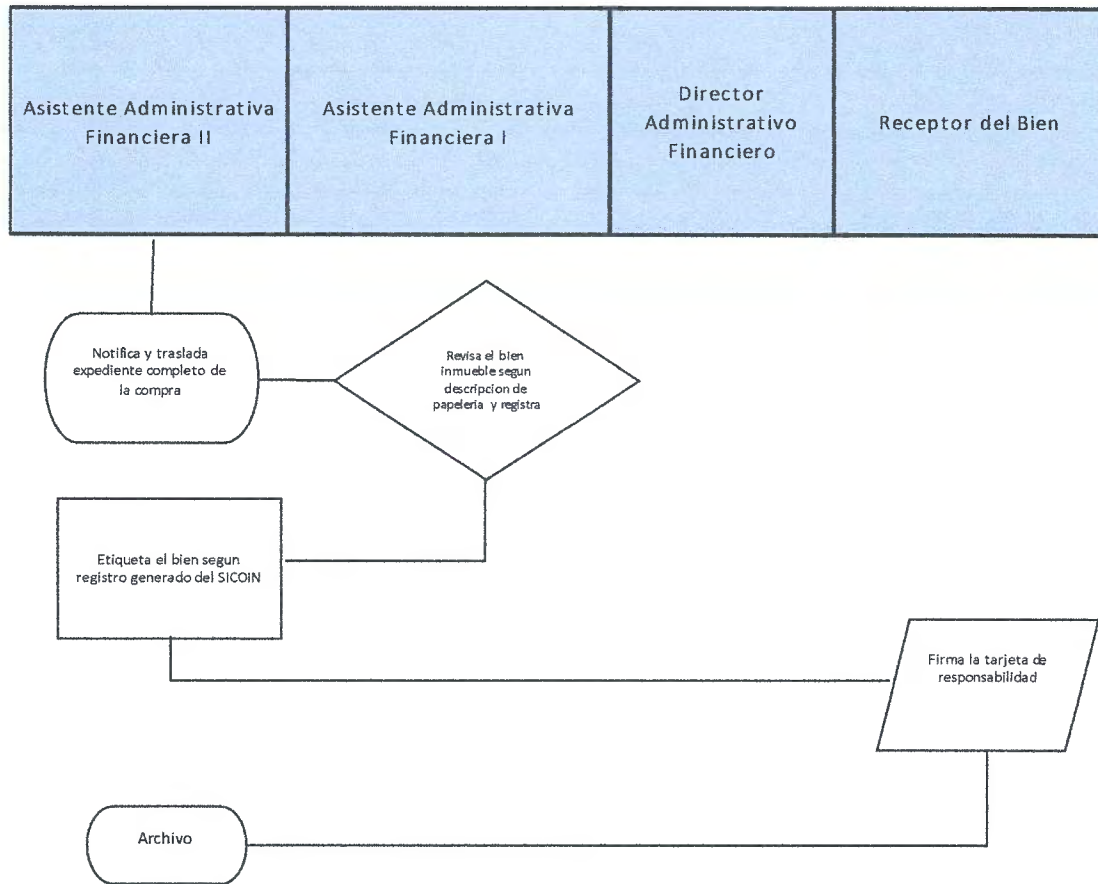 Asistente Administrativa
Financiera II
Asistente Administrativa
Financiera I
Director
Administrativo
Financiero
Receptor del Bien
Notifica y traslada
expediente completo de
la compra
Revisa el bien
inmueble segun
descripcion de
papeleria y registra
Etiqueta el bien segun
registro generado del SICOIN
Firma la tarjeta de
responsabilidad
Archivo